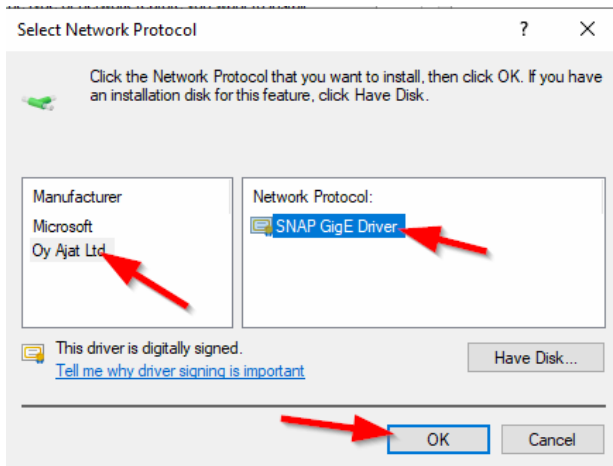 Select Network Protocol
?
Click the Network Protocol that you want to install, then click OK. If you have
an installation disk for this feature, click Have Disk.
Manufacturer
Microsoft
Oy Ajat Ltd
Network Protocol:
SNAP GigE Driver
This driver is digitally signed.
Tell me why driver signing is important
Have Disk...
OK
Cancel